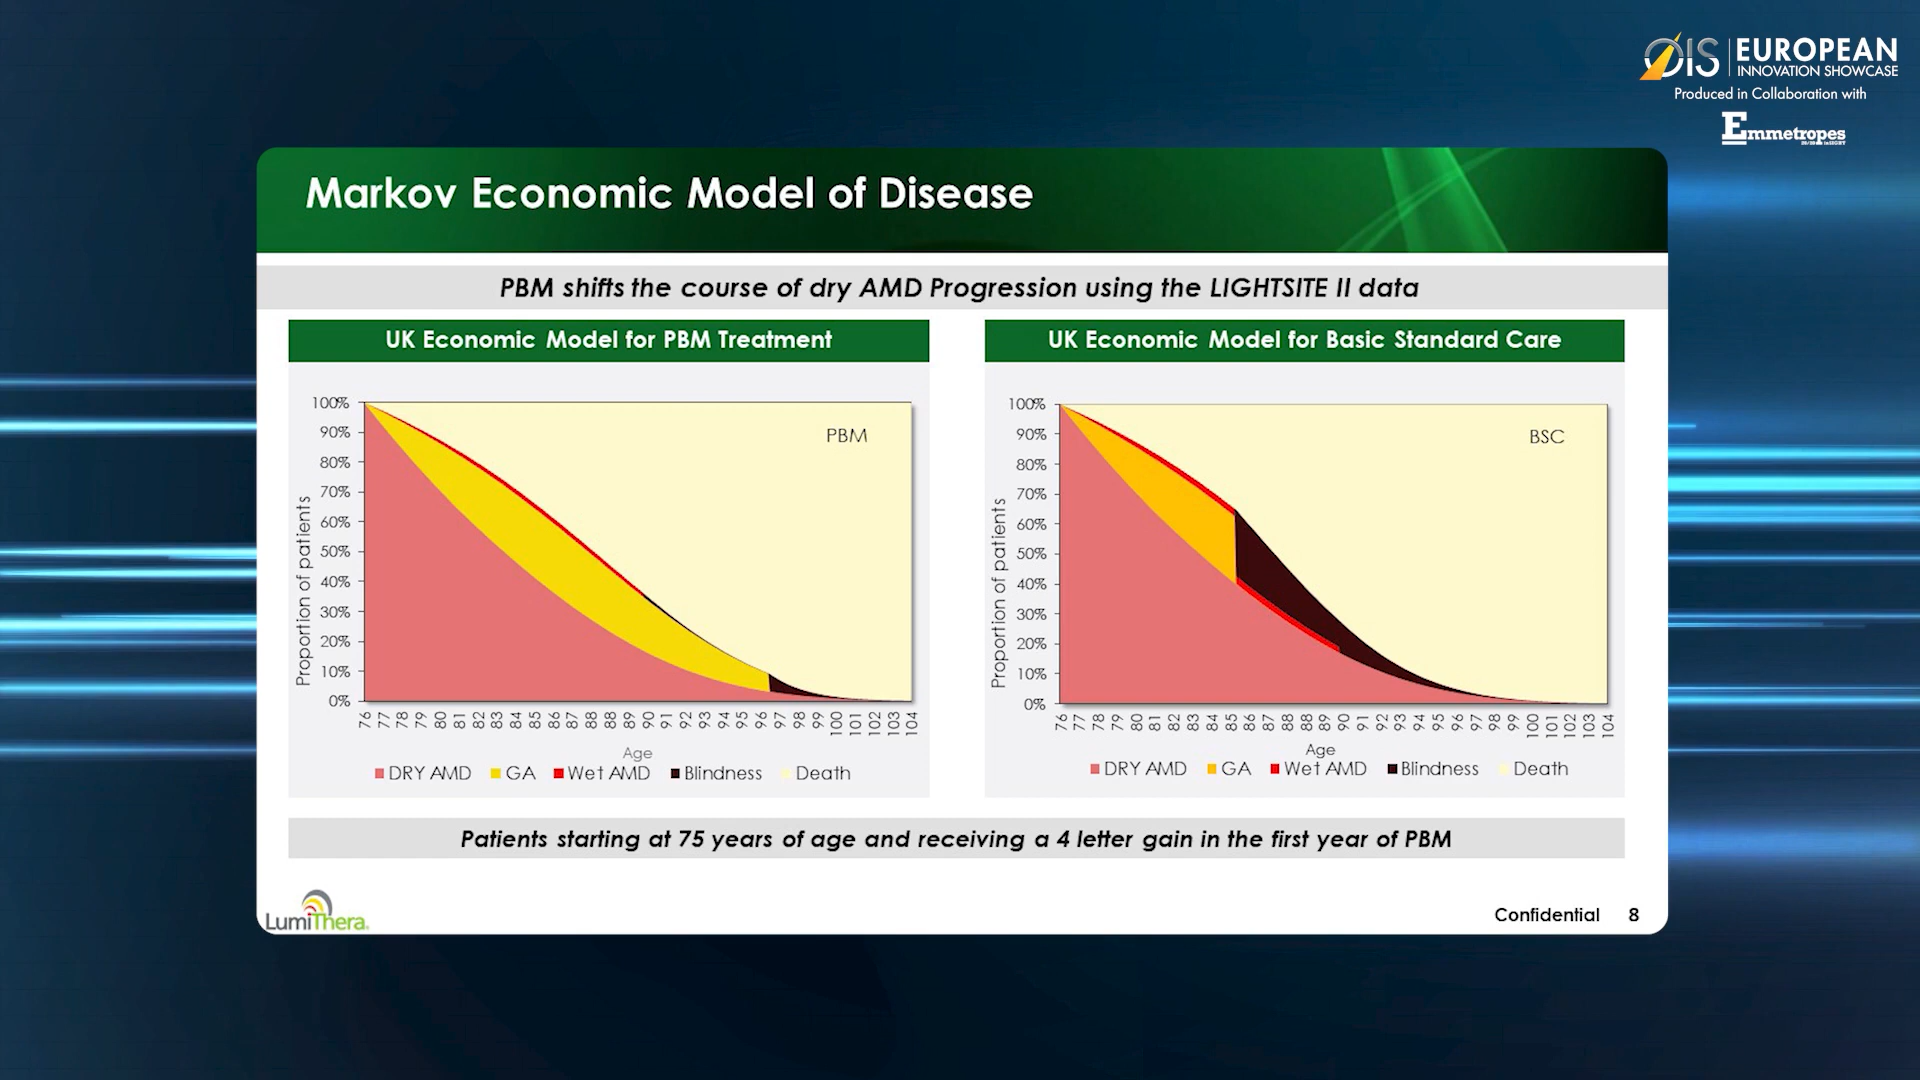 OIS EUROPEAN
INNOVATION SHOWCASE
Produced in Collaboration with
Emmetropes
Markov Economic Model of Disease
PBM shifts the course of dry AMD Progression using the LIGHTSITE II data
UK Economic Model for PBM Treatment
100%
90%
80%
70%
60%
50%
40%
30%
20%
10%
0%
Proportion of patients
PBM
76 77 78 79 80 81 82 83 84 85 86 87 88 88 89 90 91 92 93 94 95 96 97 98 99 100 101 102 103 104
Age
DRY AMD GA Wet AMD Blindness Death
UK Economic Model for Basic Standard Care
100%
90%
80%
70%
60%
50%
40%
30%
20%
10%
0%
Proportion of patients
BSC
76 77 78 79 80 81 82 83 84 85 86 87 88 88 89 90 91 92 93 94 95 96 97 98 99 100 101 102 103 104
Age
DRY AMD GA Wet AMD Blindness Death
Patients starting at 75 years of age and receiving a 4 letter gain in the first year of PBM
LumiThera
Confidential 8